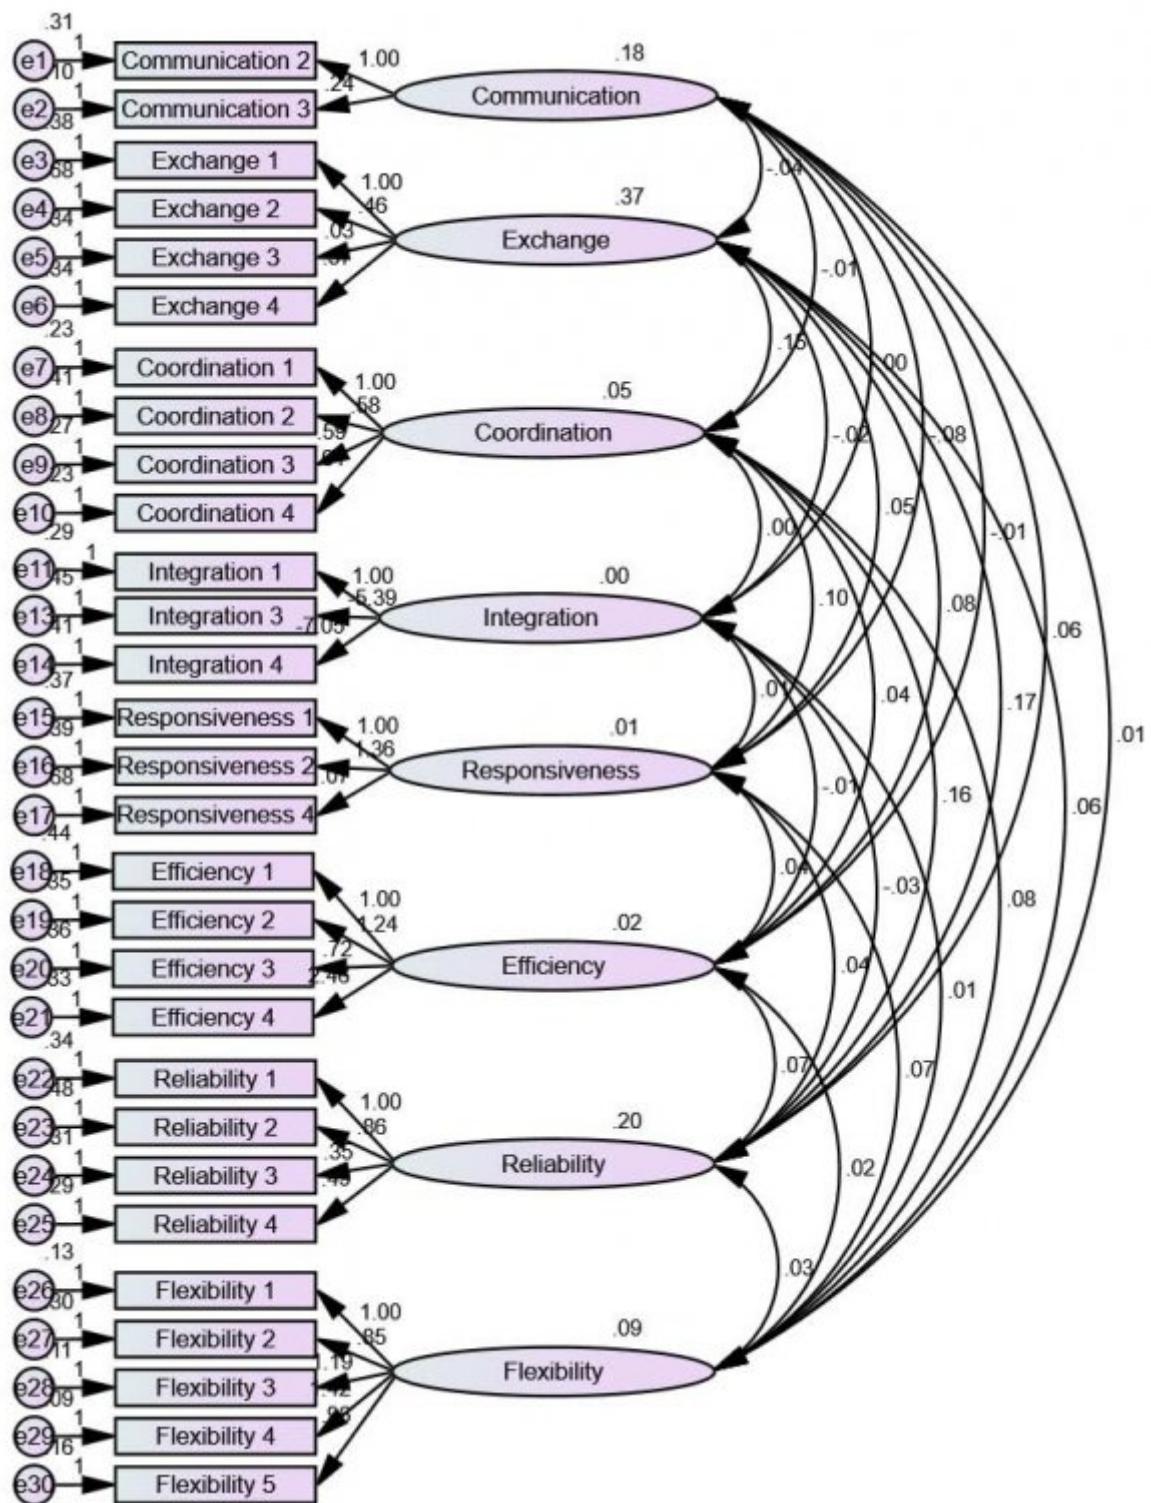 .31
e1 1 Communication 2 1.00 .18
.10 .24 Communication
e2 1 Communication 3
.38
e3 1 Exchange 1 -.04
.68 1.00
e4 1 Exchange 2 .46 .37
.34 .03 Exchange
e5 1 Exchange 3
.34 -.01
e6 1 Exchange 4
.23 .15
e7 1 Coordination 1 .00
.41 1.00 .05
e8 1 Coordination 2 .58
.27 .59 Coordination -.02 -.08
e9 1 Coordination 3
.23
e10 1 Coordination 4 .05
.29 .00 -.01
e11 1 Integration 1
.45 1.00 .00
e13 1 Integration 3 -5.39 .10 .08
.41 -7.05 Integration .06
e14 1 Integration 4
.37 .01 .04 .17
e15 1 Responsiveness 1 1.00 .01 .01
.39 1.36
e16 1 Responsiveness 2 .07 Responsiveness
.68 -.01 .16 .06
e17 1 Responsiveness 4
.44
e18 1 Efficiency 1 .04 -.03 .08
.35 1.00
e19 1 Efficiency 2 1.24 .02
.36 .72
e20 1 Efficiency 3 2.46 Efficiency .04
.33 .01
e21 1 Efficiency 4
.34 .07 .07
e22 1 Reliability 1
.48 1.00
e23 1 Reliability 2 .86 .20
.31 .35
e24 1 Reliability 3 .49 Reliability .02
.29
e25 1 Reliability 4
.13 .03
e26 1 Flexibility 1
.30 1.00 .09
e27 1 Flexibility 2 .85
.11 1.19
e28 1 Flexibility 3 1.42 Flexibility
.09
e29 1 Flexibility 4
.16
e30 1 Flexibility 5